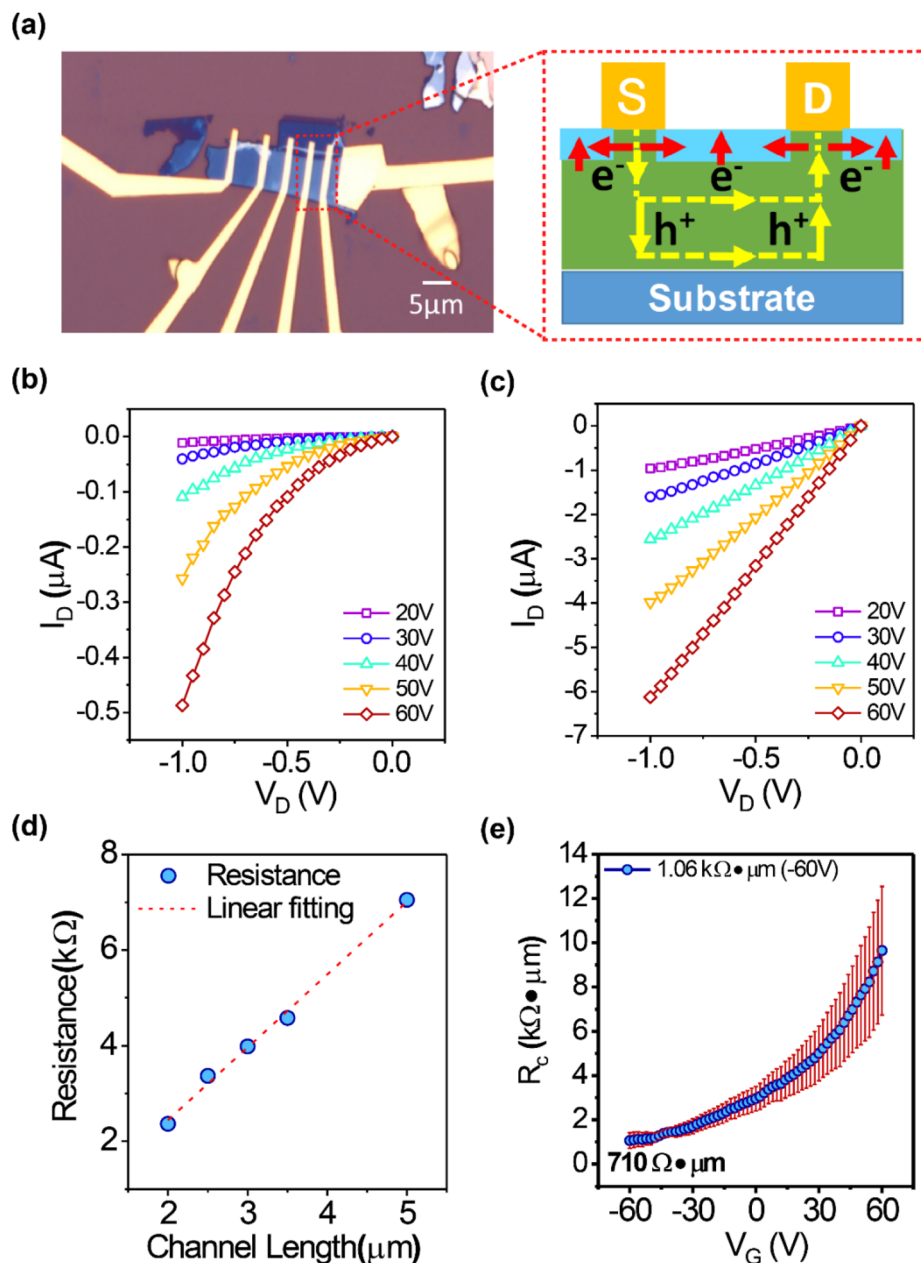 (a)
5μm
S
D
e-
e-
e-
h+
h+
Substrate
(b)
(c)
0.0
-0.1
-0.2
-0.3
-0.4
-0.5
I_D (μA)
20V
30V
40V
50V
60V
-1.0
-0.5
0.0
V_D (V)
0
-1
-2
-3
-4
-5
-6
-7
I_D (μA)
20V
30V
40V
50V
60V
-1.0
-0.5
0.0
V_D (V)
(d)
(e)
8
6
4
2
Resistance(kΩ)
Resistance
Linear fitting
2
3
4
5
Channel Length(μm)
14
12
10
8
6
4
2
0
R_c (kΩ•μm)
1.06 kΩ•μm (-60V)
710 Ω•μm
-60
-30
0
30
60
V_G (V)